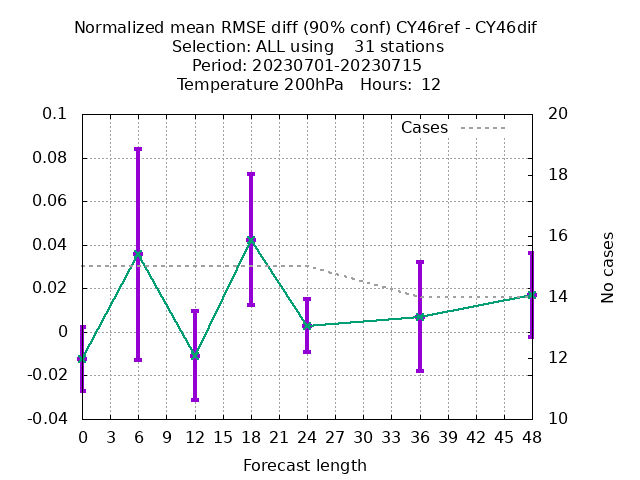 Normalized mean RMSE diff (90% conf) CY46ref - CY46dif
Selection: ALL using    31 stations
Period: 20230701-20230715
Temperature 200hPa   Hours:  12
Cases
0.1
0.08
0.06
0.04
0.02
0
-0.02
-0.04
20
18
16
14
12
10
No cases
0 3 6 9 12 15 18 21 24 27 30 33 36 39 42 45 48
Forecast length